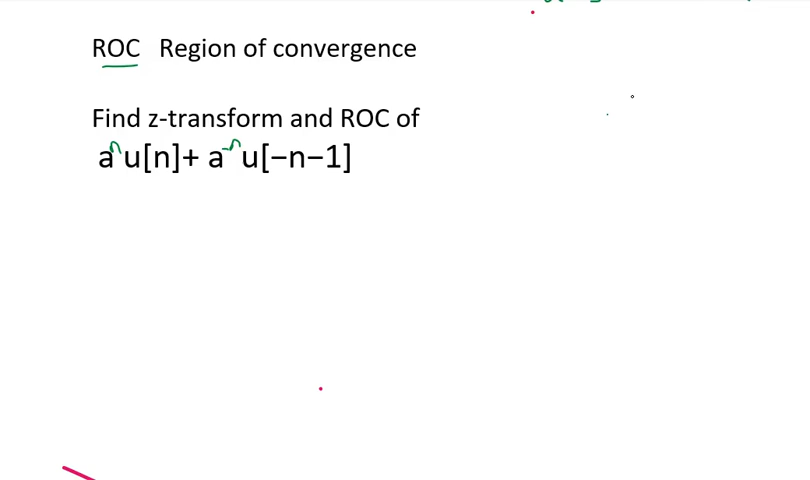 ROC Region of convergence
Find z-transform and ROC of
aⁿu[n]+ a⁻ⁿu[−n−1]